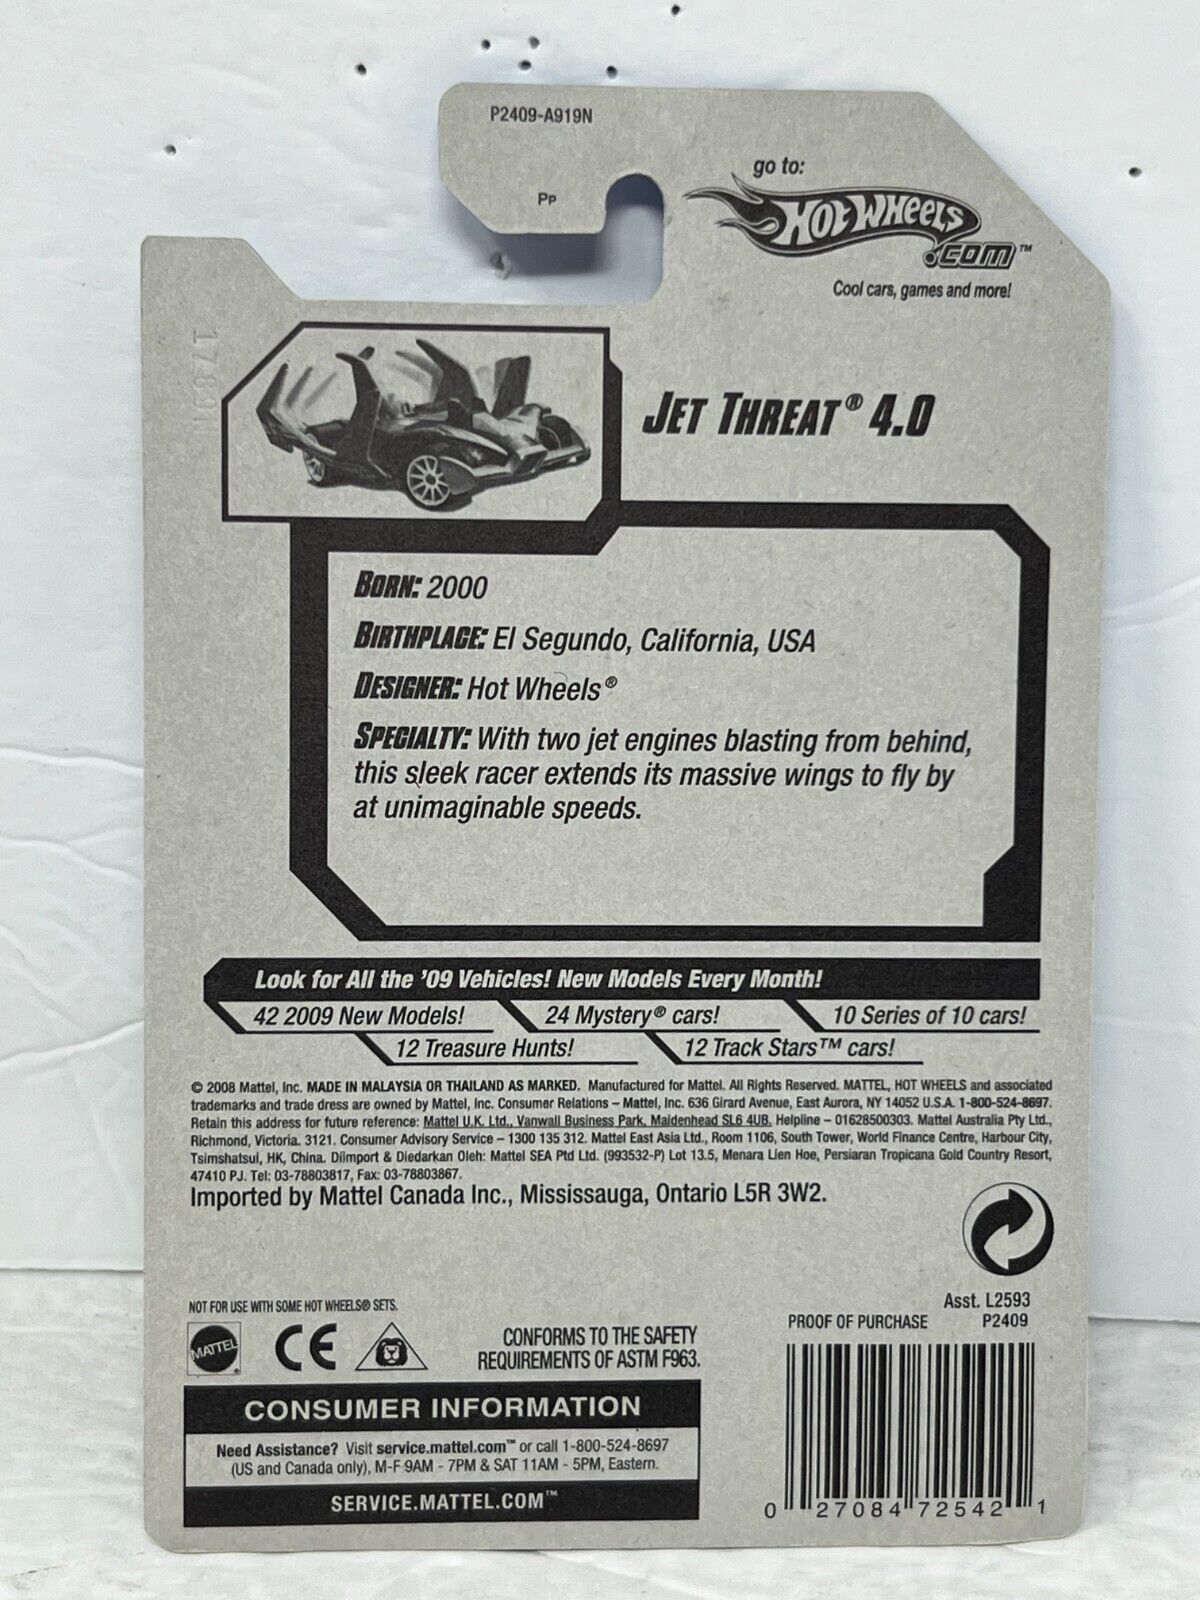 P2409-A919N
Pp
go to:
HOT WHEELS
.COM™
Cool cars, games and more!
JET THREAT® 4.0
BORN: 2000
BIRTHPLACE: El Segundo, California, USA
DESIGNER: Hot Wheels®
SPECIALTY: With two jet engines blasting from behind,
this sleek racer extends its massive wings to fly by
at unimaginable speeds.
Look for All the '09 Vehicles! New Models Every Month!
42 2009 New Models!
24 Mystery® cars!
10 Series of 10 cars!
12 Treasure Hunts!
12 Track Stars™ cars!
© 2008 Mattel, Inc. MADE IN MALAYSIA OR THAILAND AS MARKED. Manufactured for Mattel. All Rights Reserved. MATTEL, HOT WHEELS and associated
trademarks and trade dress are owned by Mattel, Inc. Consumer Relations – Mattel, Inc. 636 Girard Avenue, East Aurora, NY 14052 U.S.A. 1-800-524-8697.
Retain this address for future reference: Mattel U.K. Ltd., Vanwall Business Park, Maidenhead SL6 4UB. Helpline – 01628500303. Mattel Australia Pty Ltd.,
Richmond, Victoria. 3121. Consumer Advisory Service – 1300 135 312. Mattel East Asia Ltd., Room 1106, South Tower, World Finance Centre, Harbour City,
Tsimshatsui, HK, China. Diimport & Diedarkan Oleh: Mattel SEA Ptd Ltd. (993532-P) Lot 13.5, Menara Lien Hoe, Persiaran Tropicana Gold Country Resort,
47410 PJ. Tel: 03-78803817, Fax: 03-78803867.
Imported by Mattel Canada Inc., Mississauga, Ontario L5R 3W2.
NOT FOR USE WITH SOME HOT WHEELS® SETS.
MATTEL
®
CE
CONFORMS TO THE SAFETY
REQUIREMENTS OF ASTM F963.
Asst. L2593
PROOF OF PURCHASE P2409
CONSUMER INFORMATION
Need Assistance? Visit service.mattel.com™ or call 1-800-524-8697
(US and Canada only), M-F 9AM - 7PM & SAT 11AM - 5PM, Eastern.
SERVICE.MATTEL.COM™
0 27084 72542 1